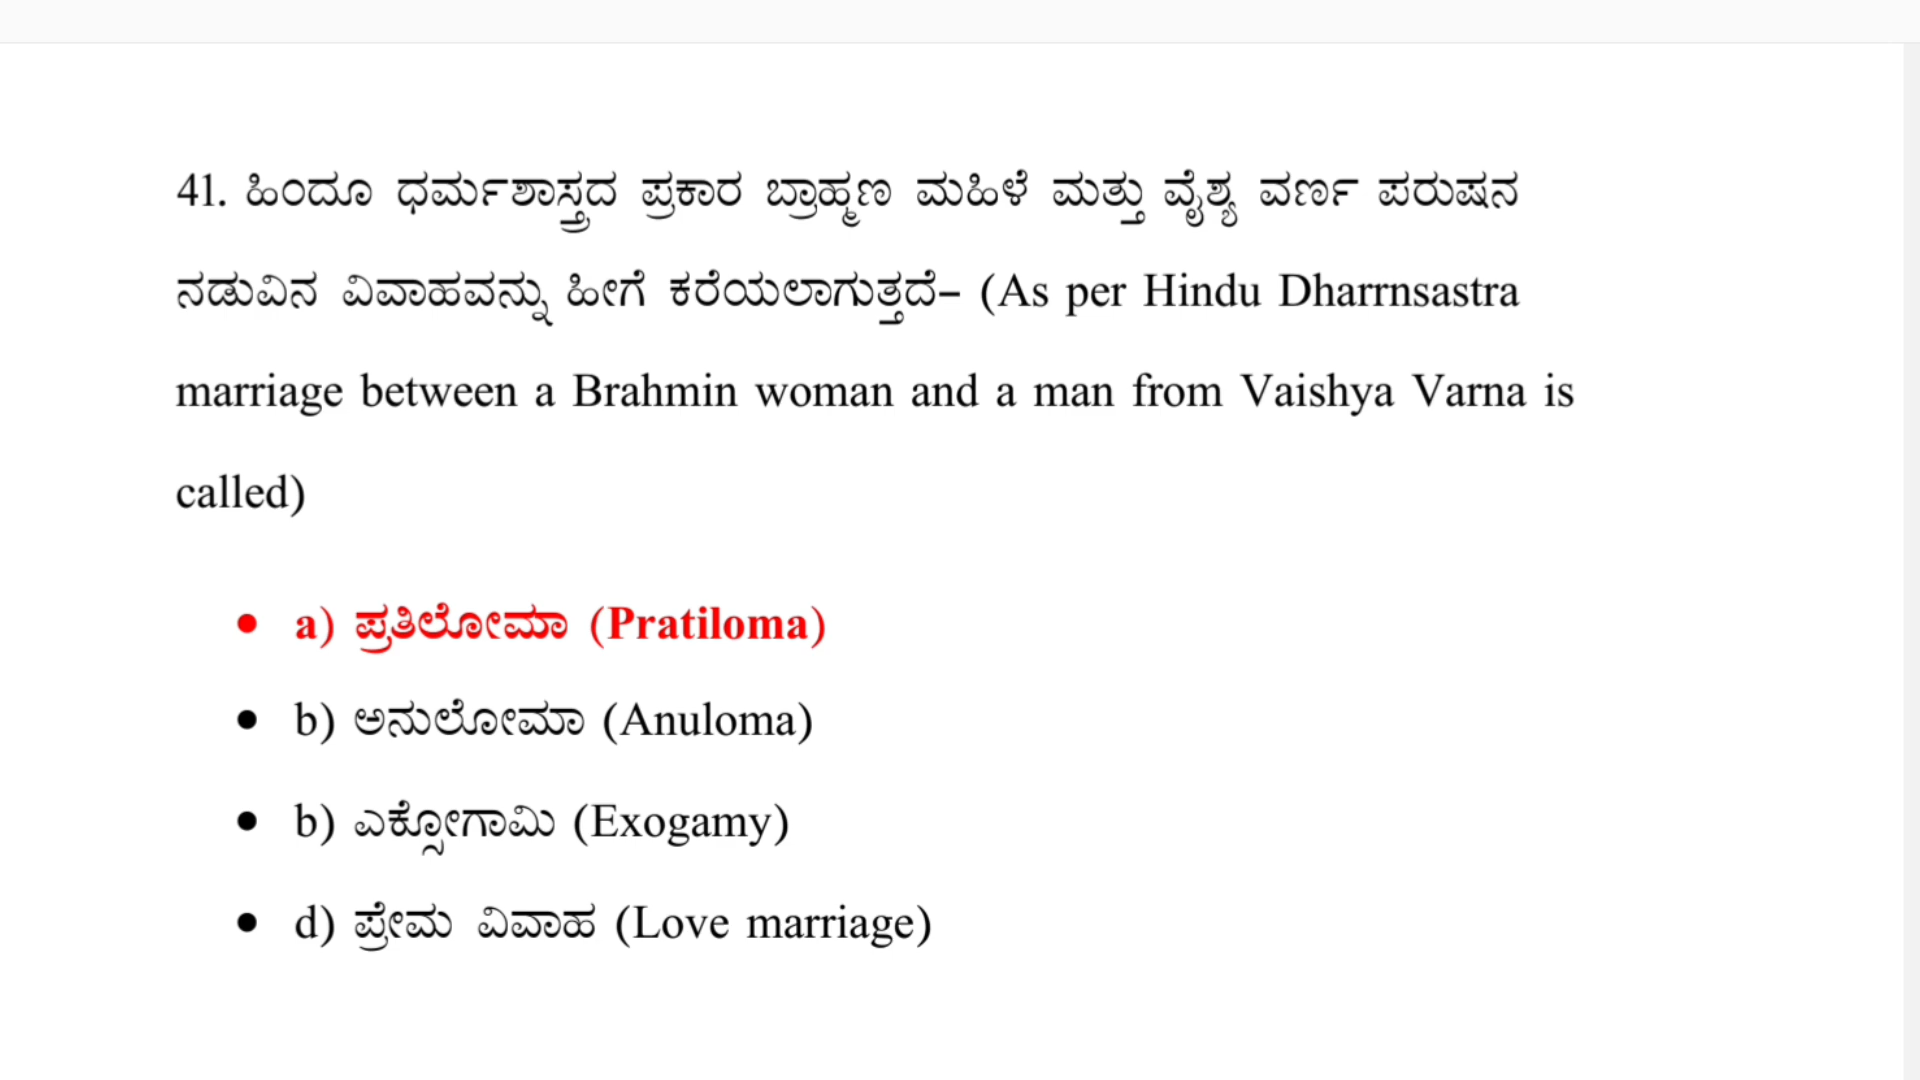 41. ಹಿಂದೂ ಧರ್ಮಶಾಸ್ತ್ರದ ಪ್ರಕಾರ ಬ್ರಾಹ್ಮಣ ಮಹಿಳೆ ಮತ್ತು ವೈಶ್ಯ ವರ್ಣ ಪರುಷನ
ನಡುವಿನ ವಿವಾಹವನ್ನು ಹೀಗೆ ಕರೆಯಲಾಗುತ್ತದೆ– (As per Hindu Dharrnsastra
marriage between a Brahmin woman and a man from Vaishya Varna is
called)
• a) ಪ್ರತಿಲೋಮಾ (Pratiloma)
• b) ಅನುಲೋಮಾ (Anuloma)
• b) ಎಕ್ಸೋಗಾಮಿ (Exogamy)
• d) ಪ್ರೇಮ ವಿವಾಹ (Love marriage)